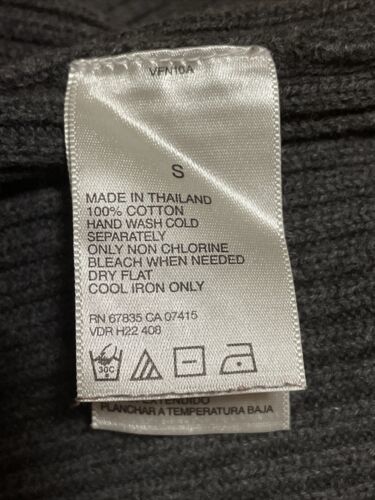 VFN10A
S
MADE IN THAILAND
100% COTTON
HAND WASH COLD
SEPARATELY
ONLY NON CHLORINE
BLEACH WHEN NEEDED
DRY FLAT
COOL IRON ONLY
RN 67835 CA 07415
VDR H22 408
30C
PLANCHAR A TEMPERATURA BAJA